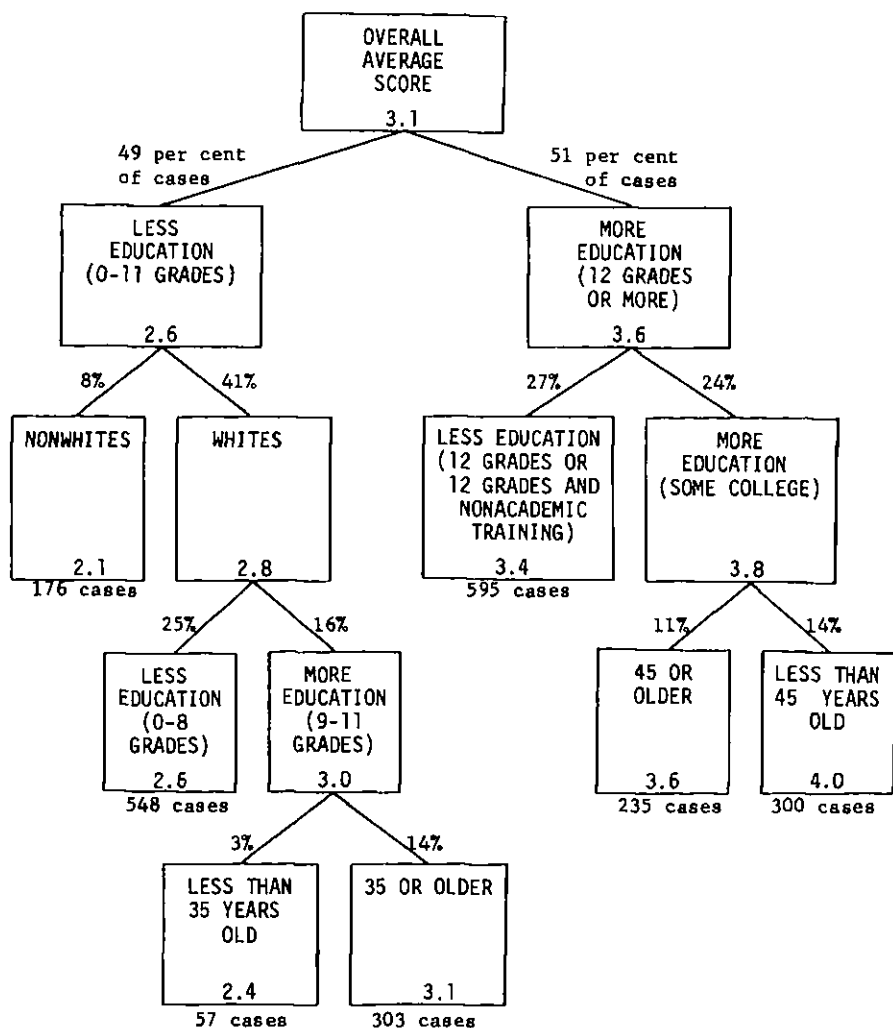 OVERALL
AVERAGE
SCORE
3.1
49 per cent
of cases
51 per cent
of cases
LESS
EDUCATION
(0-11 GRADES)
2.6
MORE
EDUCATION
(12 GRADES
OR MORE)
3.6
8%
41%
27%
24%
NONWHITES
2.1
176 cases
WHITES
2.8
LESS EDUCATION
(12 GRADES OR
12 GRADES AND
NONACADEMIC
TRAINING)
3.4
595 cases
MORE
EDUCATION
(SOME COLLEGE)
3.8
25%
16%
11%
14%
LESS
EDUCATION
(0-8
GRADES)
2.6
548 cases
MORE
EDUCATION
(9-11
GRADES)
3.0
45 OR
OLDER
3.6
235 cases
LESS THAN
45 YEARS
OLD
4.0
300 cases
3%
14%
LESS THAN
35 YEARS
OLD
2.4
57 cases
35 OR OLDER
3.1
303 cases